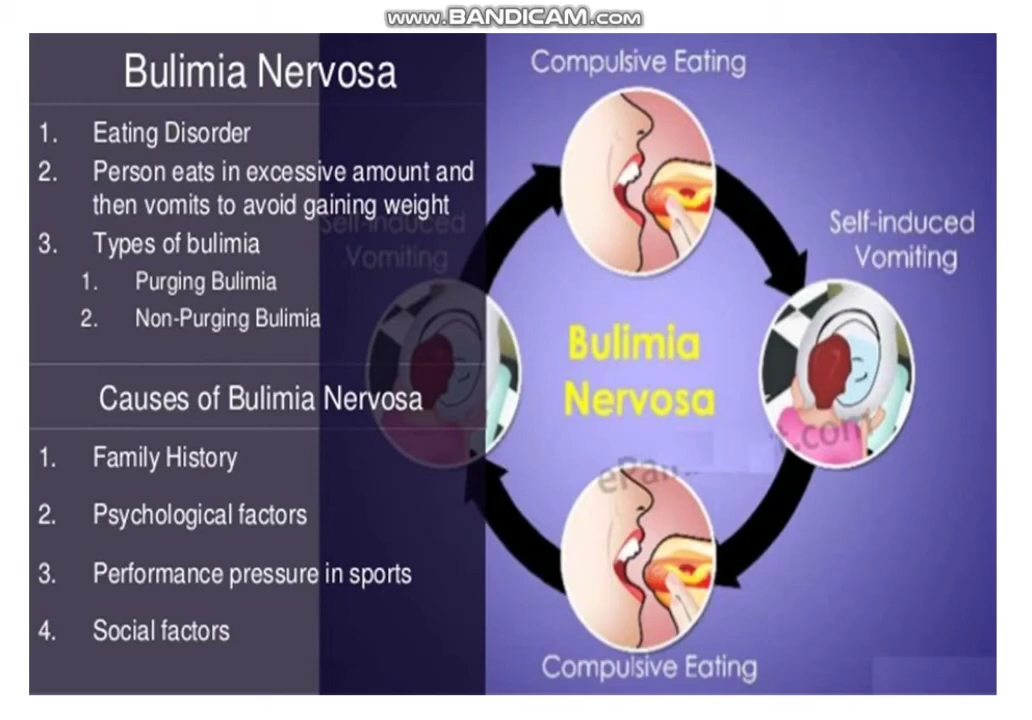 www.BANDICAM.com
Bulimia Nervosa
1. Eating Disorder
2. Person eats in excessive amount and
then vomits to avoid gaining weight
3. Types of bulimia
1. Purging Bulimia
2. Non-Purging Bulimia
Causes of Bulimia Nervosa
1. Family History
2. Psychological factors
3. Performance pressure in sports
4. Social factors
Compulsive Eating
Self-induced
Vomiting
Self-induced
Vomiting
Bulimia
Nervosa
Compulsive Eating